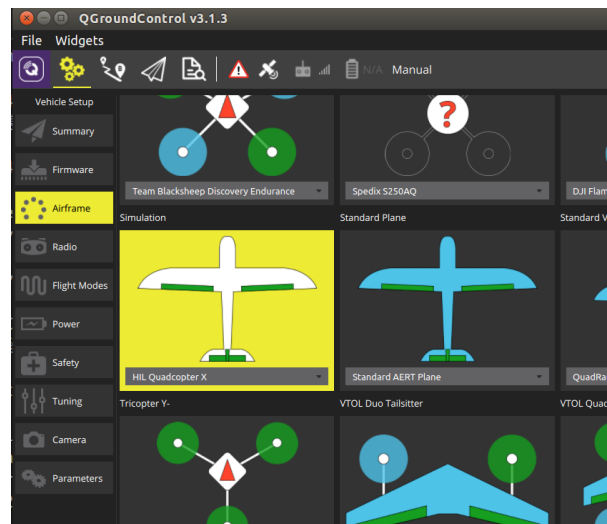 QGroundControl v3.1.3
File Widgets
N/A Manual
Vehicle Setup
Summary
Firmware
Airframe
Radio
Flight Modes
Power
Safety
Tuning
Camera
Parameters
Team Blacksheep Discovery Endurance
Spedix S250AQ
DJI Flam
Simulation
Standard Plane
Standard V
HIL Quadcopter X
Standard AERT Plane
QuadRa
Tricopter Y-
VTOL Duo Tailsitter
VTOL Quad
?